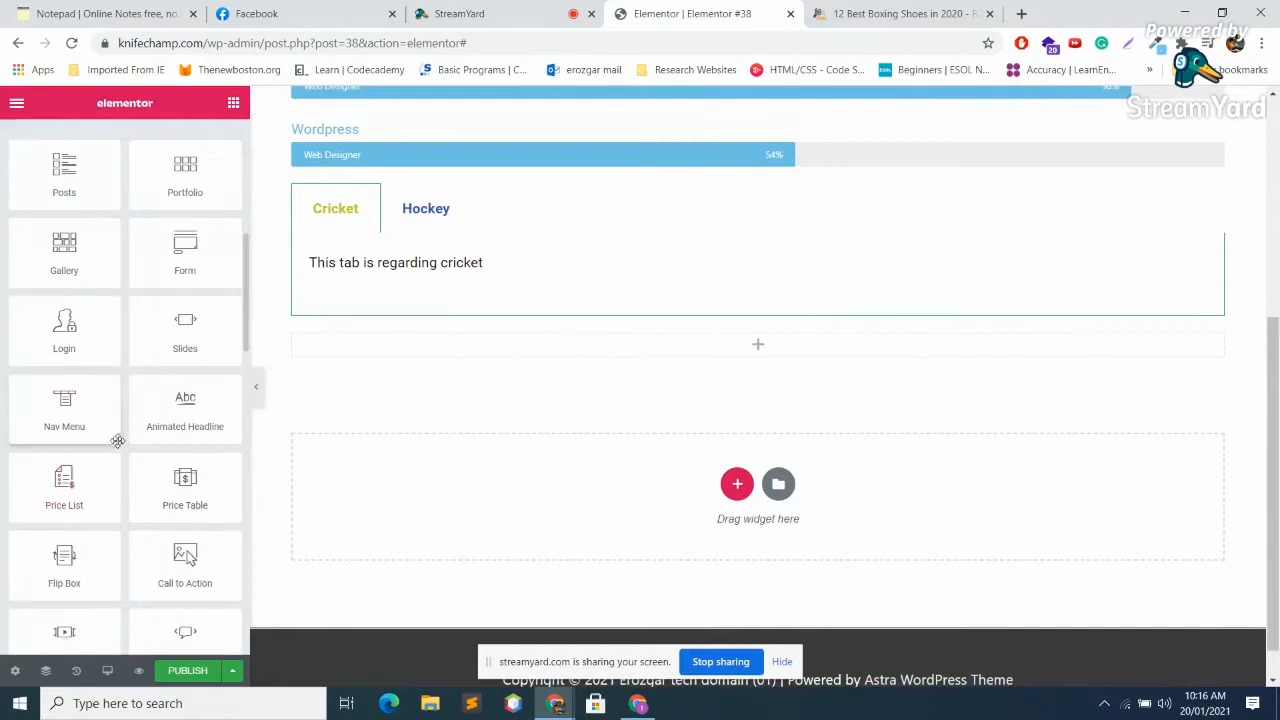 Notepad | Online Notes free, no
Facebook
StreamYard
Elementor | Elementor #38
12 Best Boxing Shoes in 2020 - R
Powered by
StreamYard
knifechamp.com/wp-admin/post.php?post=38&action=elementor#
20
Apps
Imported From IE
Thenewboston.org
Learn | Codecademy
Basic Programs | C...
erozgar mail
Research Websites
HTML/CSS - Code S...
Beginners | ESOL N...
Accuracy | LearnEn...
»
bookmarks
elementor
Posts
Portfolio
Gallery
Form
Login
Slides
Nav Menu
Abc
Animated Headline
Price List
Price Table
Flip Box
Call to Action
PUBLISH
Web Designer
90%
Wordpress
Web Designer
54%
Cricket
Hockey
This tab is regarding cricket
Drag widget here
streamyard.com is sharing your screen.
Stop sharing
Hide
Copyright © 2021 Erozgar tech domain (01) | Powered by Astra WordPress Theme
Type here to search
10:16 AM
20/01/2021